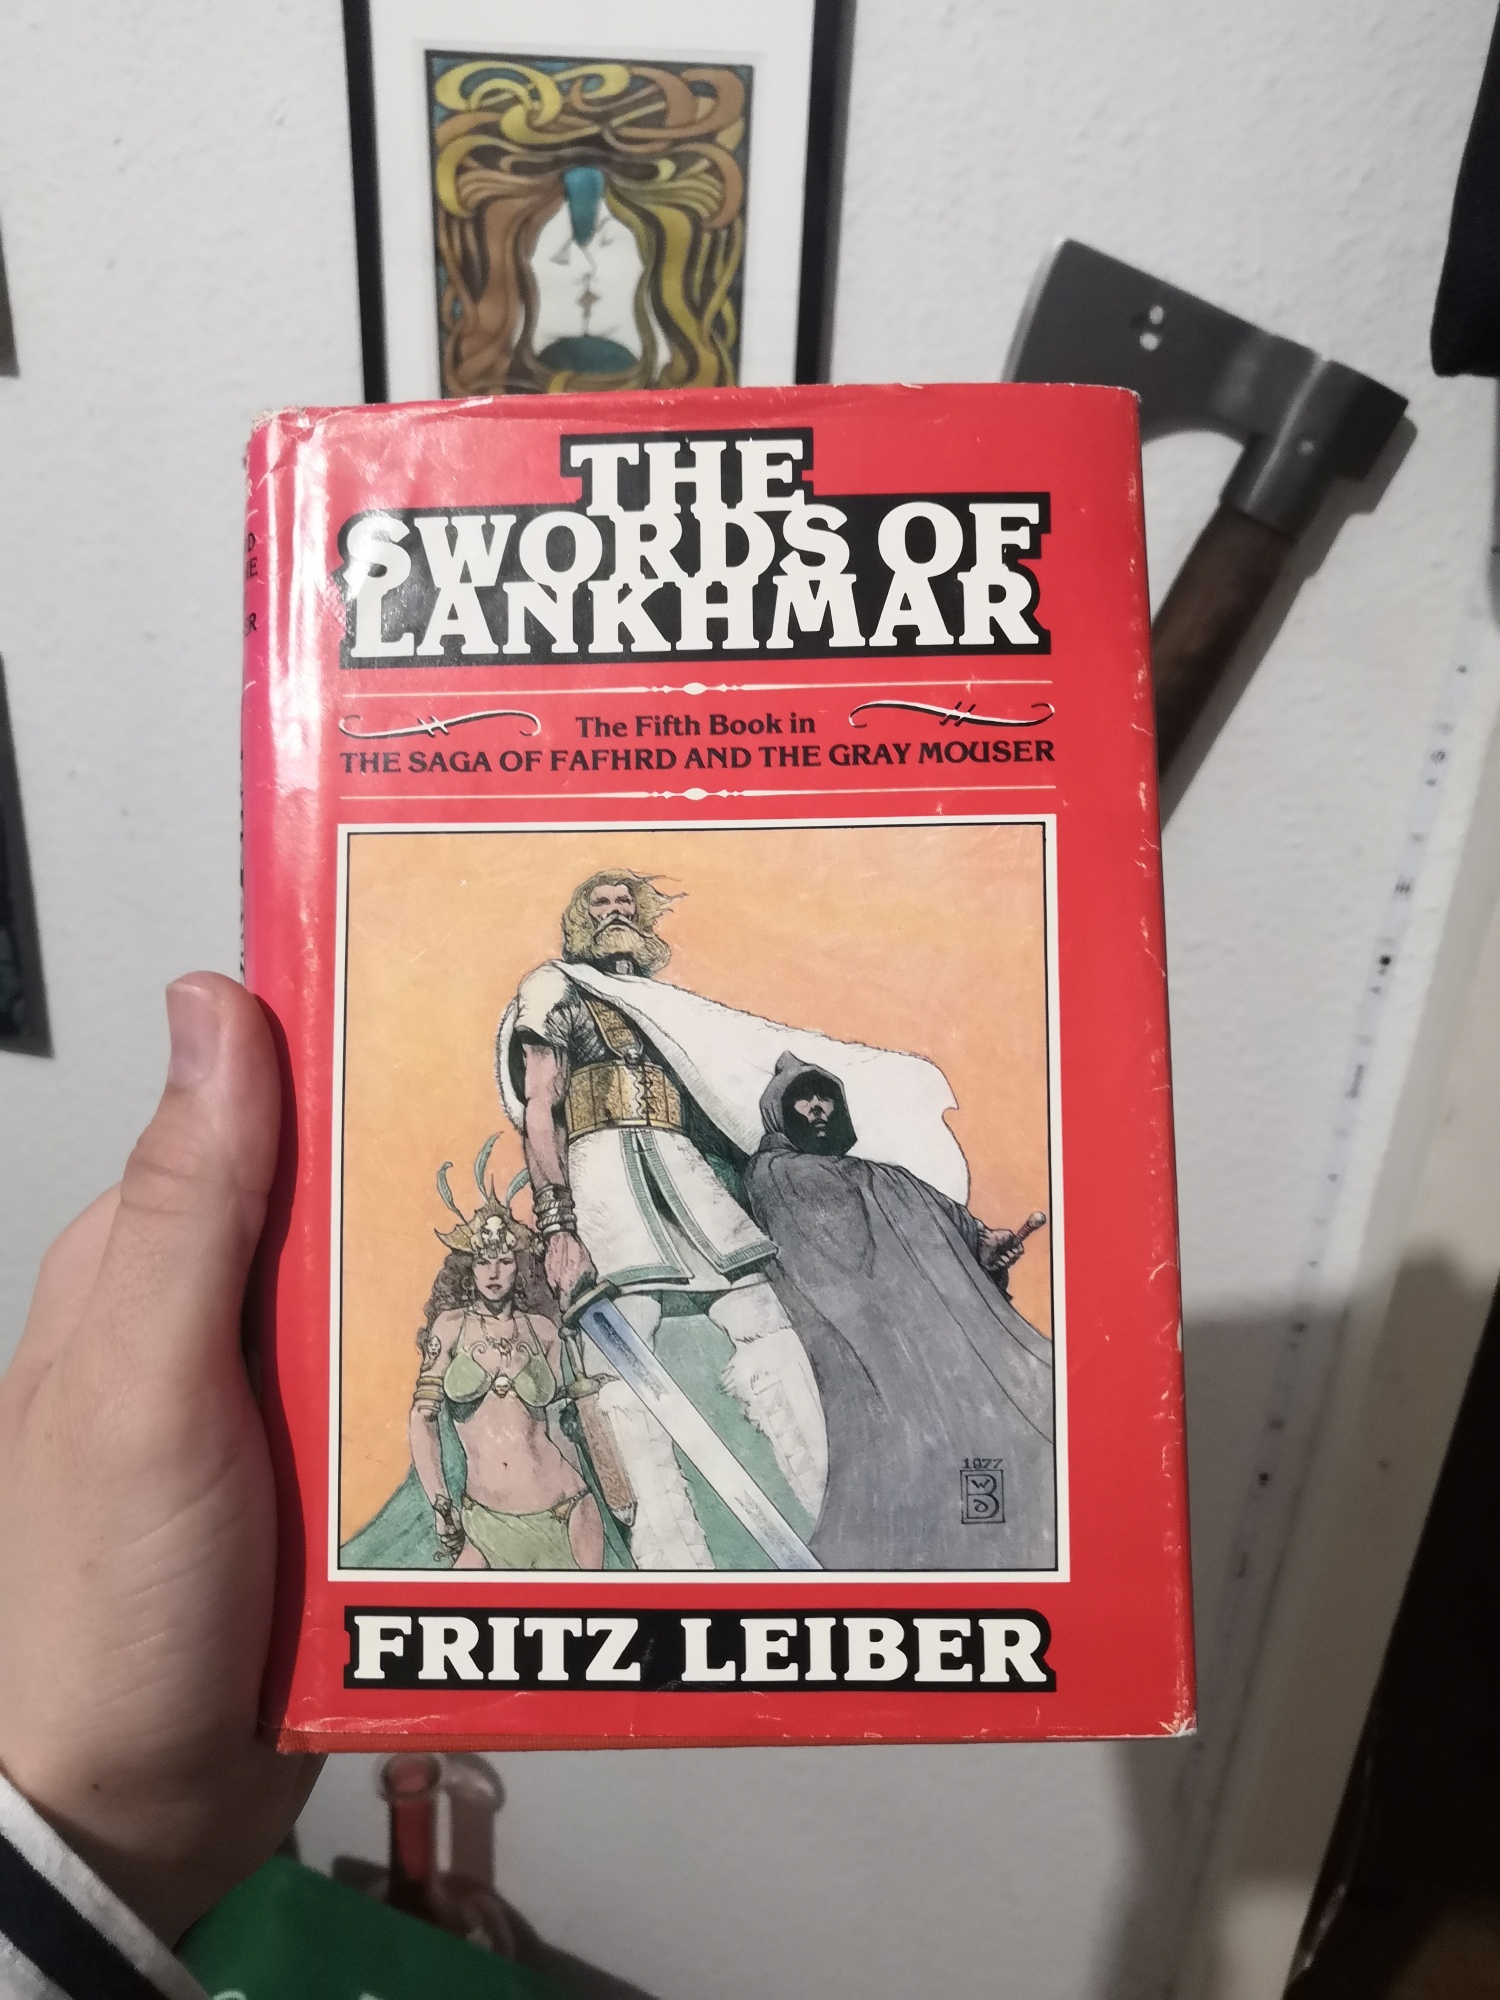 THE
SWORDS OF
LANKHMAR
The Fifth Book in
THE SAGA OF FAFHRD AND THE GRAY MOUSER
1977
FRITZ LEIBER